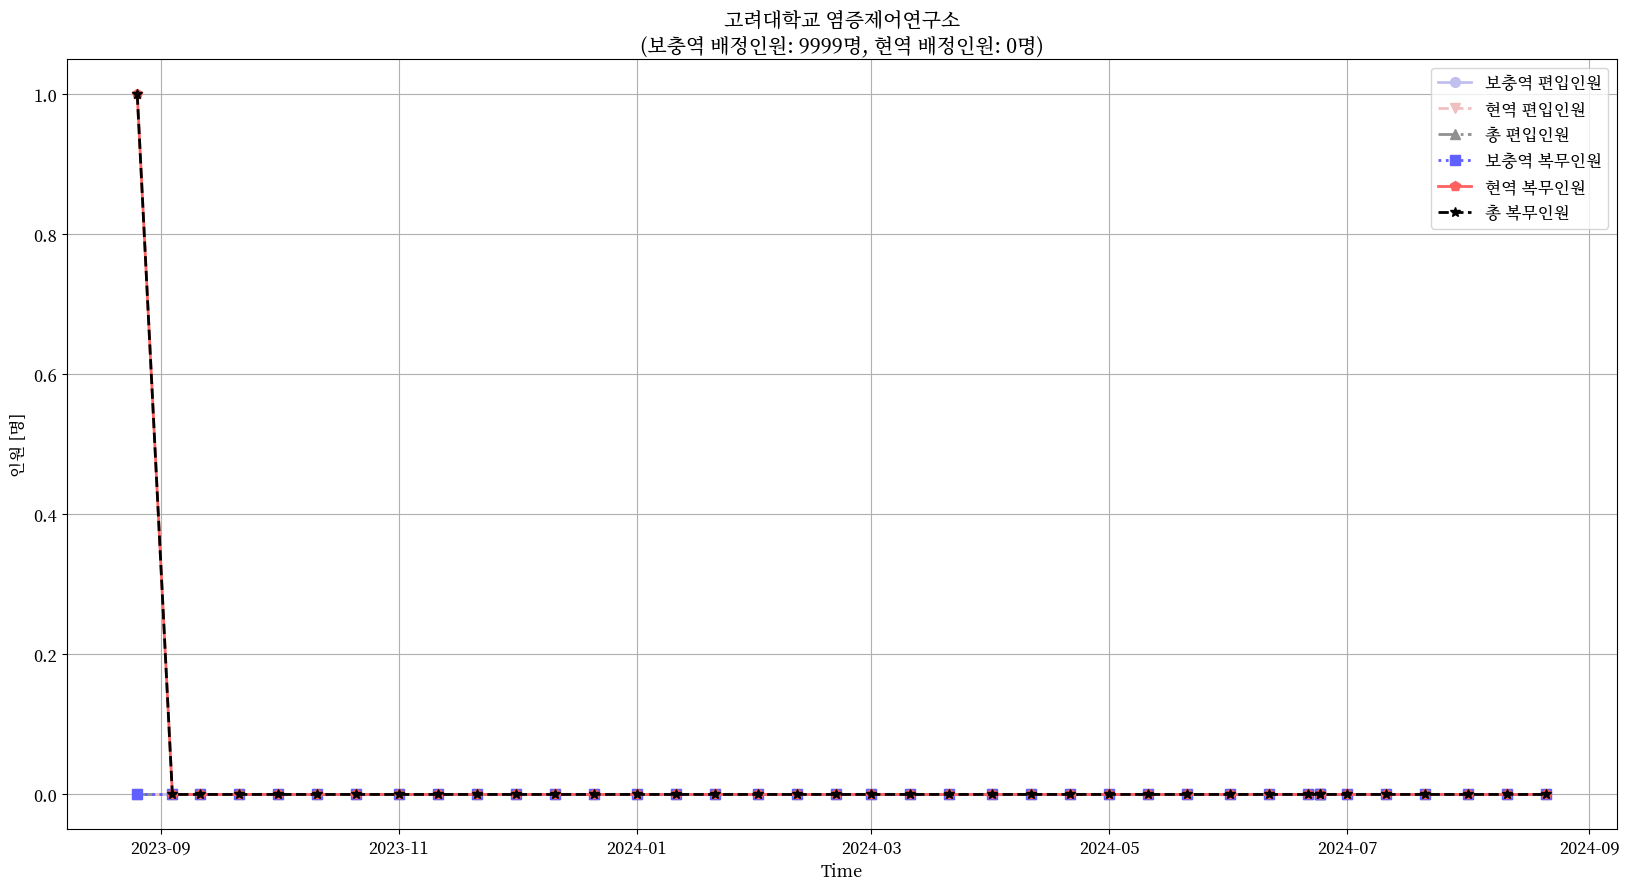 고려대학교 염증제어연구소
(보충역 배정인원: 9999명, 현역 배정인원: 0명)
보충역 편입인원
현역 편입인원
총 편입인원
보충역 복무인원
현역 복무인원
총 복무인원
인원 [명]
1.0
0.8
0.6
0.4
0.2
0.0
2023-09
2023-11
2024-01
2024-03
2024-05
2024-07
2024-09
Time